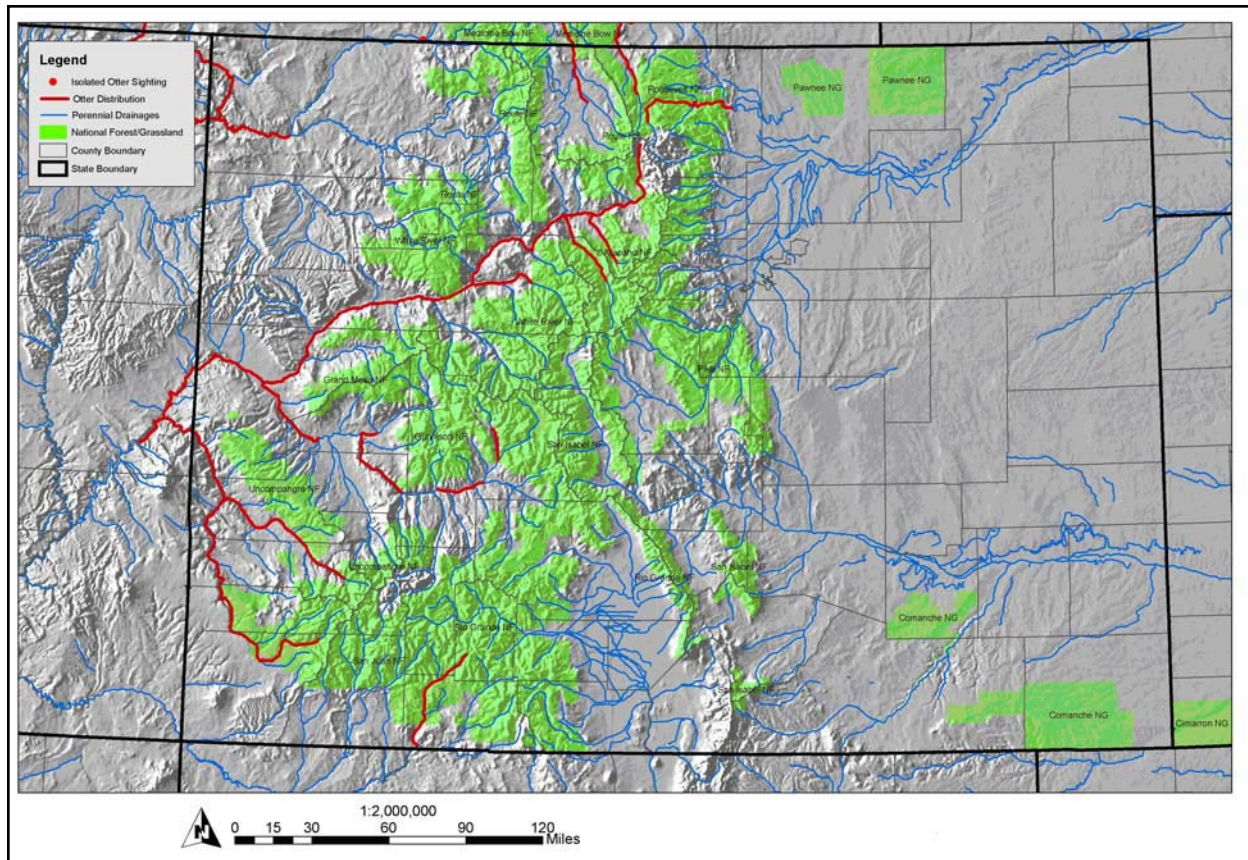 Medicine Bow NF
Medicine Bow N
Legend
Isolated Otter Sighting
Otter Distribution
Perennial Drainages
National Forest/Grassland
County Boundary
State Boundary
Pawnee NG
Pawnee NG
Roosevelt NF
Routt NF
Routt NF
Routt NF
White River NF
Arapaho NF
White River NF
Pike NF
Grand Mesa NF
Gunnison NF
San Isabel NF
Uncompahgre NF
Uncompahgre NF
Rio Grande NF
San Isabel NF
Comanche NG
Rio Grande NF
San Juan NF
San Isabel NF
Comanche NG
Cimarron NG
1:2,000,000
N
0 15 30 60 90 120
Miles